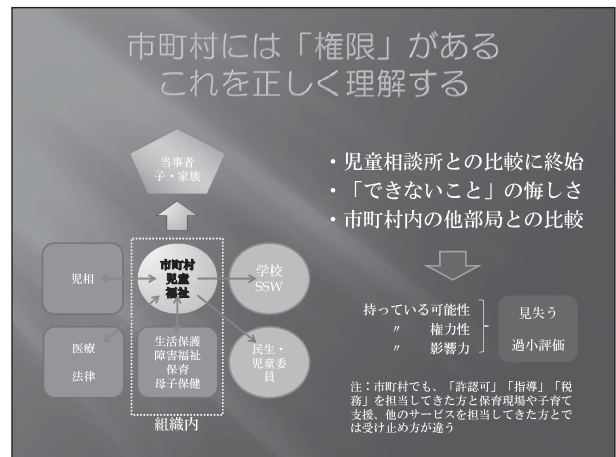 市町村には「権限」がある
これを正しく理解する
当事者
子・家族
児相
市町村
児童
福祉
学校
SSW
医療
法律
生活保護
障害福祉
保育
母子保健
民生・
児童委
員
組織内
・児童相談所との比較に終始
・「できないこと」の悔しさ
・市町村内の他部局との比較
持っている可能性
〃 権力性
〃 影響力
見失う
過小評価
注：市町村でも、「許認可」「指導」「税
務」を担当してきた方と保育現場や子育て
支援、他のサービスを担当してきた方とで
は受け止め方が違う